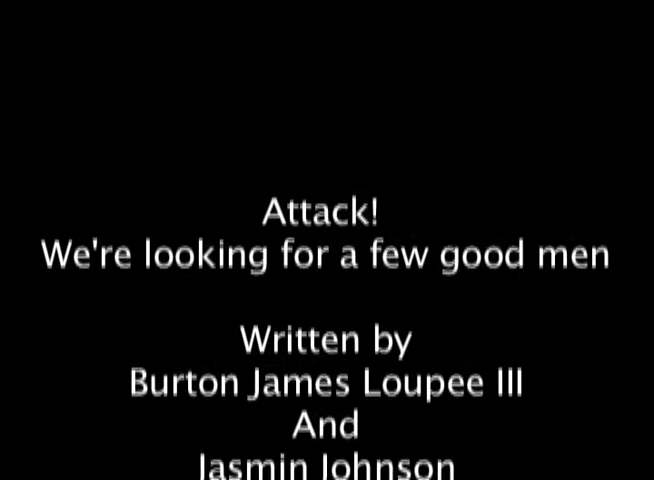 Attack!
We're looking for a few good men
Written by
Burton James Loupee III
And
Jasmin Johnson